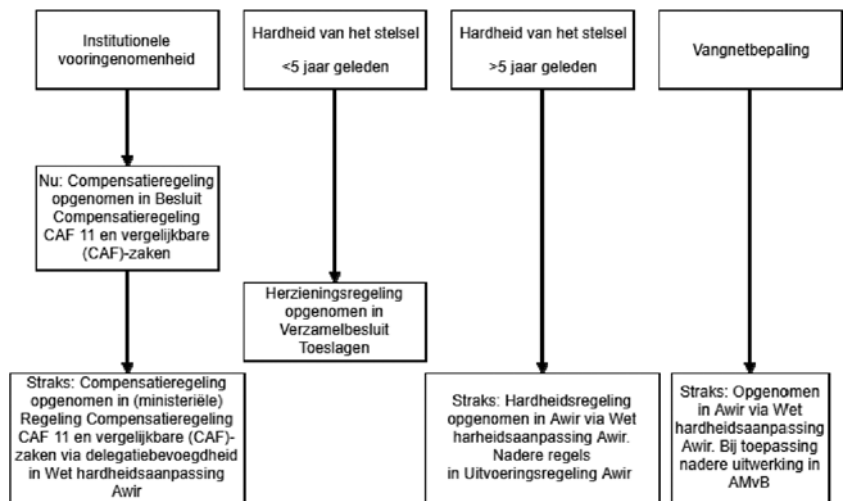 Institutionele
vooringenomenheid
Hardheid van het stelsel
<5 jaar geleden
Hardheid van het stelsel
>5 jaar geleden
Vangnetbepaling
Nu: Compensatieregeling
opgenomen in Besluit
Compensatieregeling
CAF 11 en vergelijkbare
(CAF)-zaken
Herzieningsregeling
opgenomen in
Verzamelbesluit
Toeslagen
Straks: Compensatieregeling
opgenomen in (ministeriële)
Regeling Compensatieregeling
CAF 11 en vergelijkbare (CAF)-
zaken via delegatiebevoegdheid
in Wet hardheidsaanpassing
Awir
Straks: Hardheidsregeling
opgenomen in Awir via Wet
harheidsaanpassing Awir.
Nadere regels
in Uitvoeringsregeling Awir
Straks: Opgenomen
in Awir via Wet
hardheidsaanpassing
Awir. Bij toepassing
nadere uitwerking in
AMvB